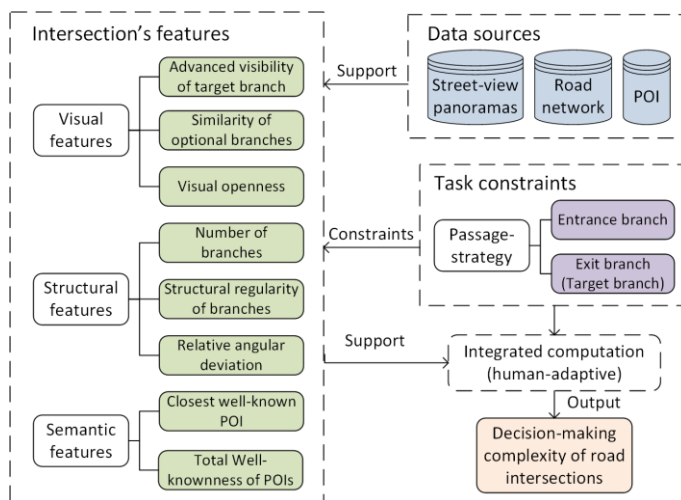 Intersection's features
Visual
features
Advanced visibility
of target branch
Similarity of
optional branches
Visual openness
Structural
features
Number of
branches
Structural regularity
of branches
Relative angular
deviation
Semantic
features
Closest well-known
POI
Total Well-
knownness of POIs
Support
Constraints
Support
Data sources
Street-view
panoramas
Road
network
POI
Task constraints
Passage-
strategy
Entrance branch
Exit branch
(Target branch)
Integrated computation
(human-adaptive)
Output
Decision-making
complexity of road
intersections